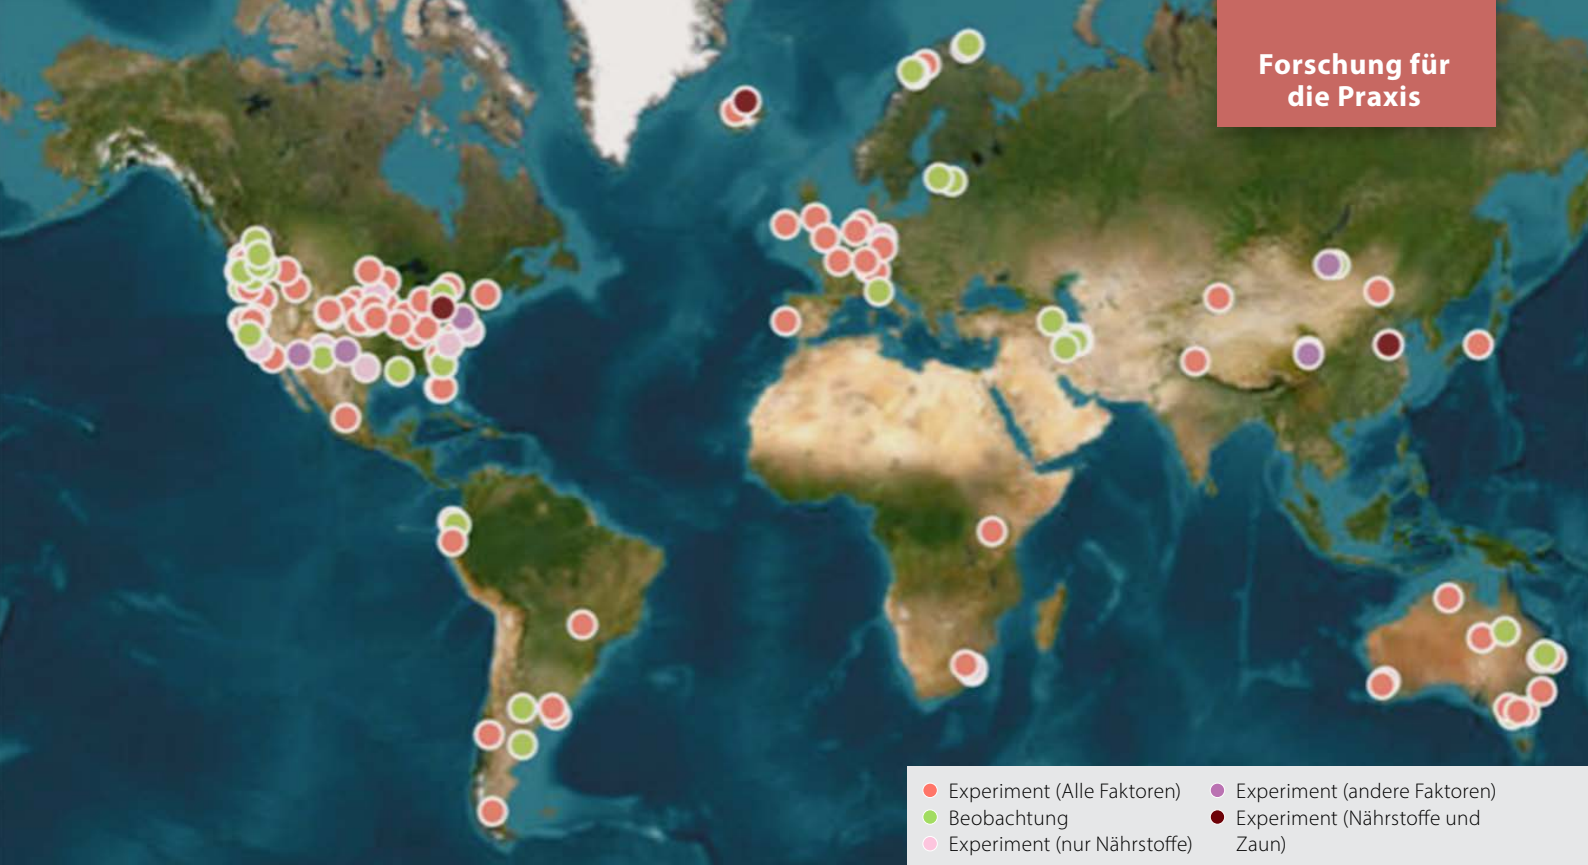 Forschung für
die Praxis
Experiment (Alle Faktoren)
Beobachtung
Experiment (nur Nährstoffe)
Experiment (andere Faktoren)
Experiment (Nährstoffe und
Zaun)